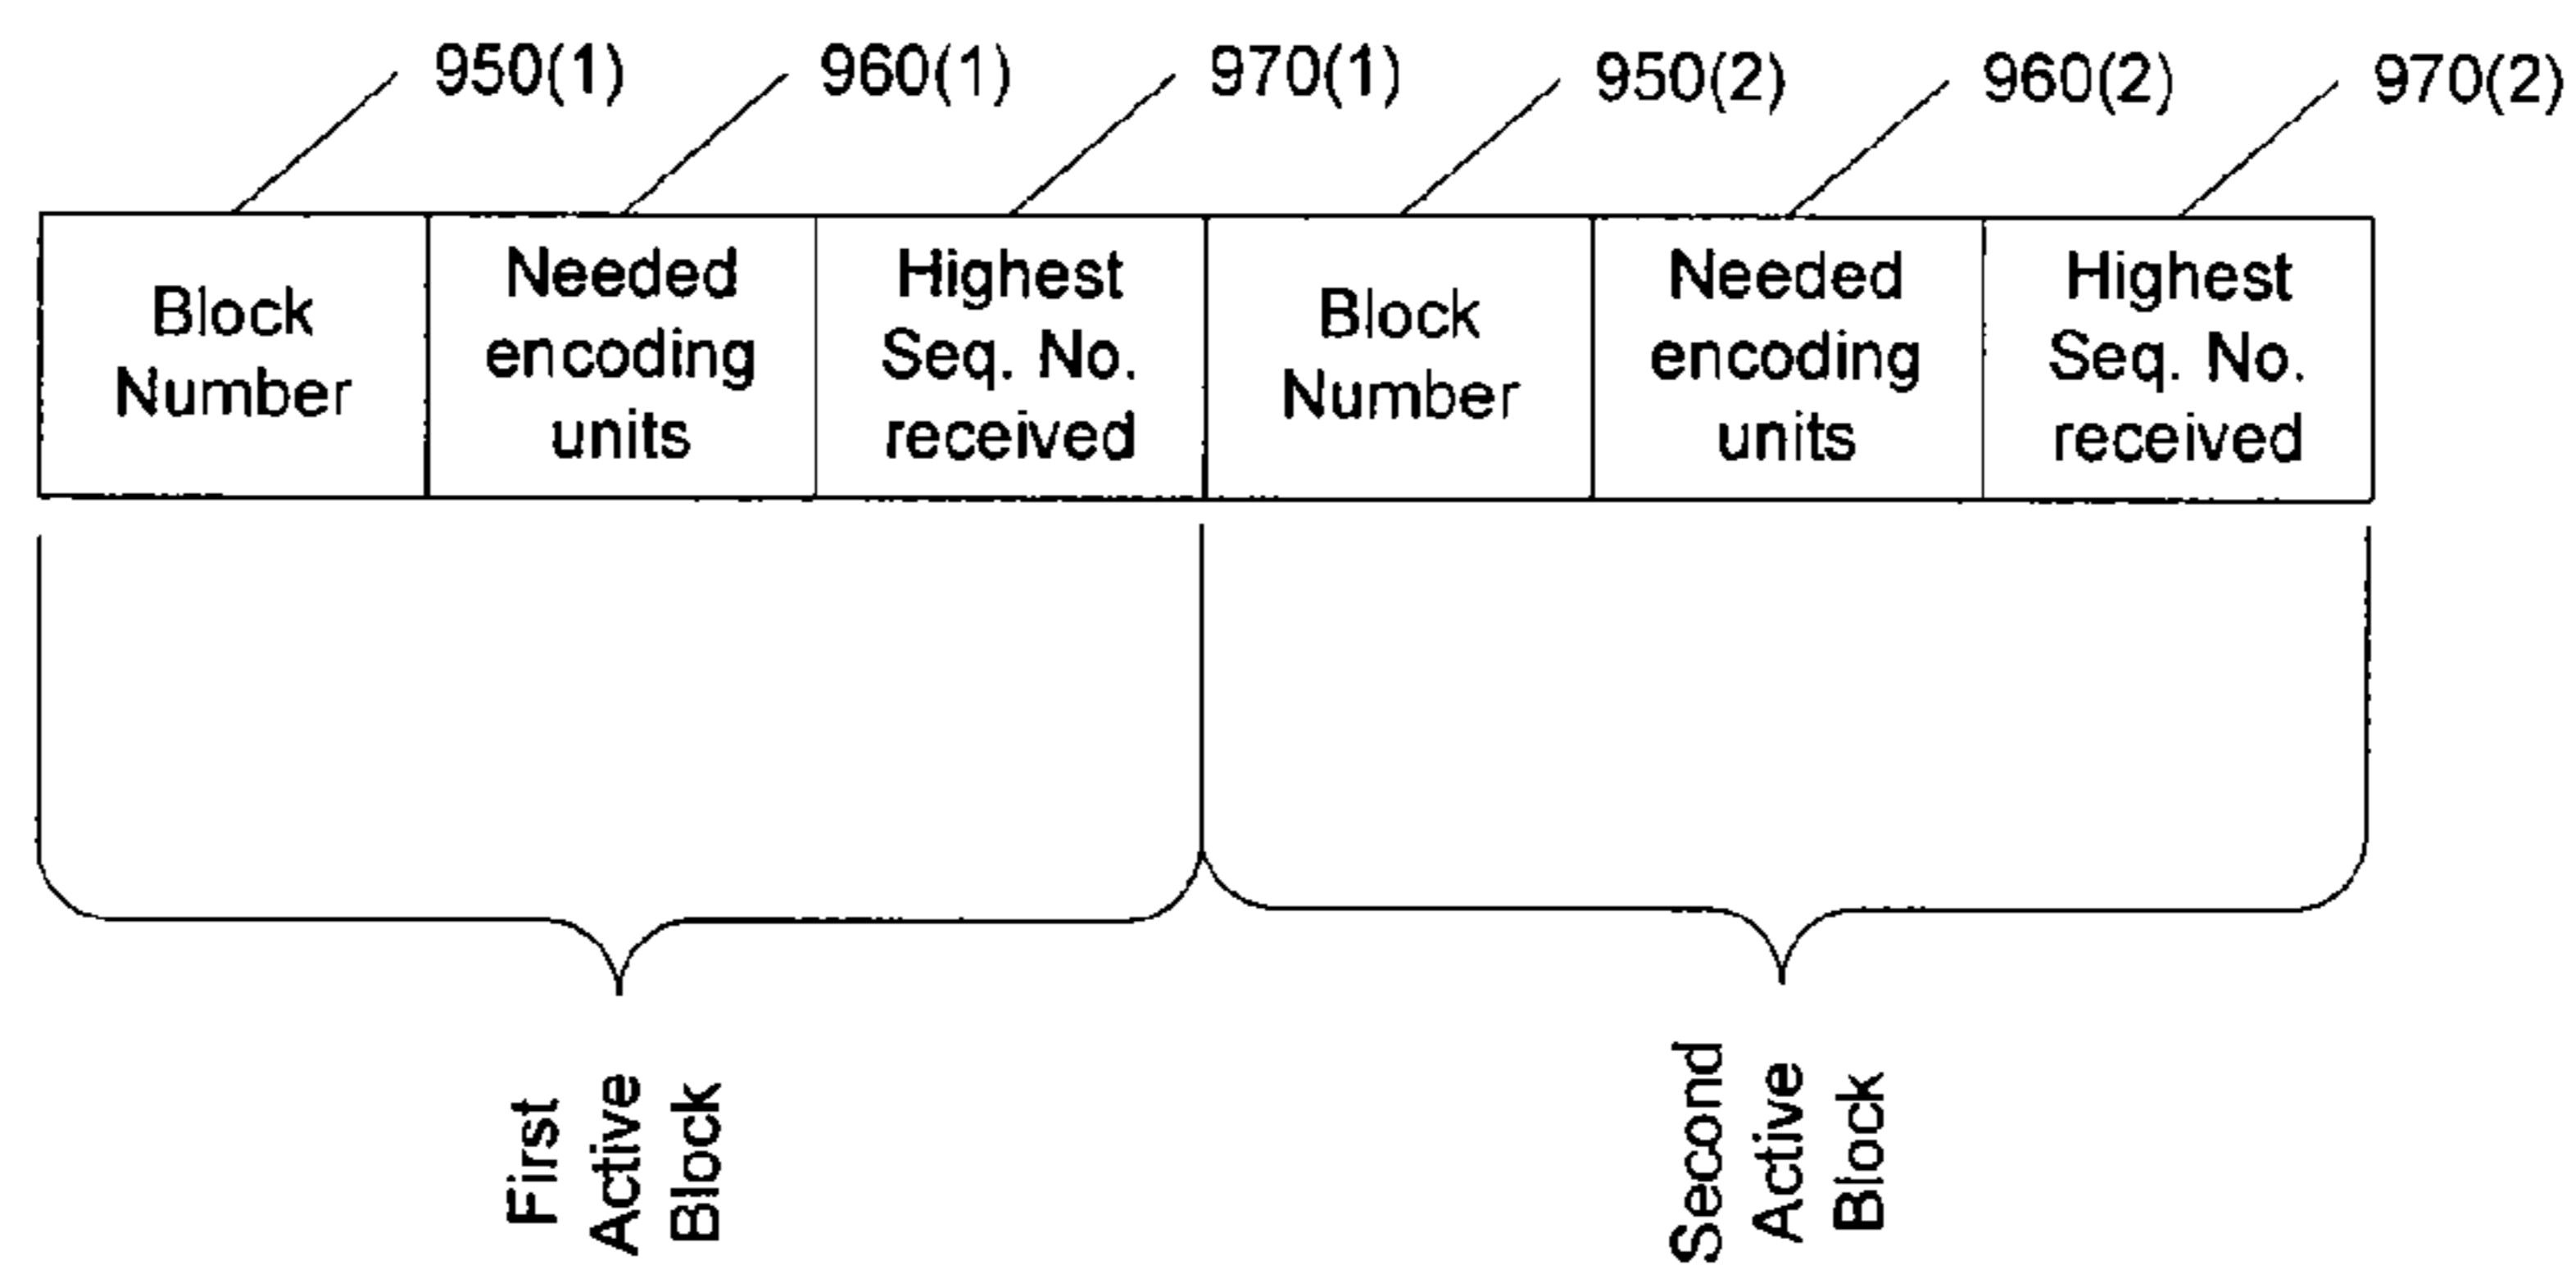 950(1)
960(1)
970(1)
950(2)
960(2)
970(2)
Block
Number
Needed
encoding
units
Highest
Seq. No.
received
Block
Number
Needed
encoding
units
Highest
Seq. No.
received
First
Active
Block
Second
Active
Block